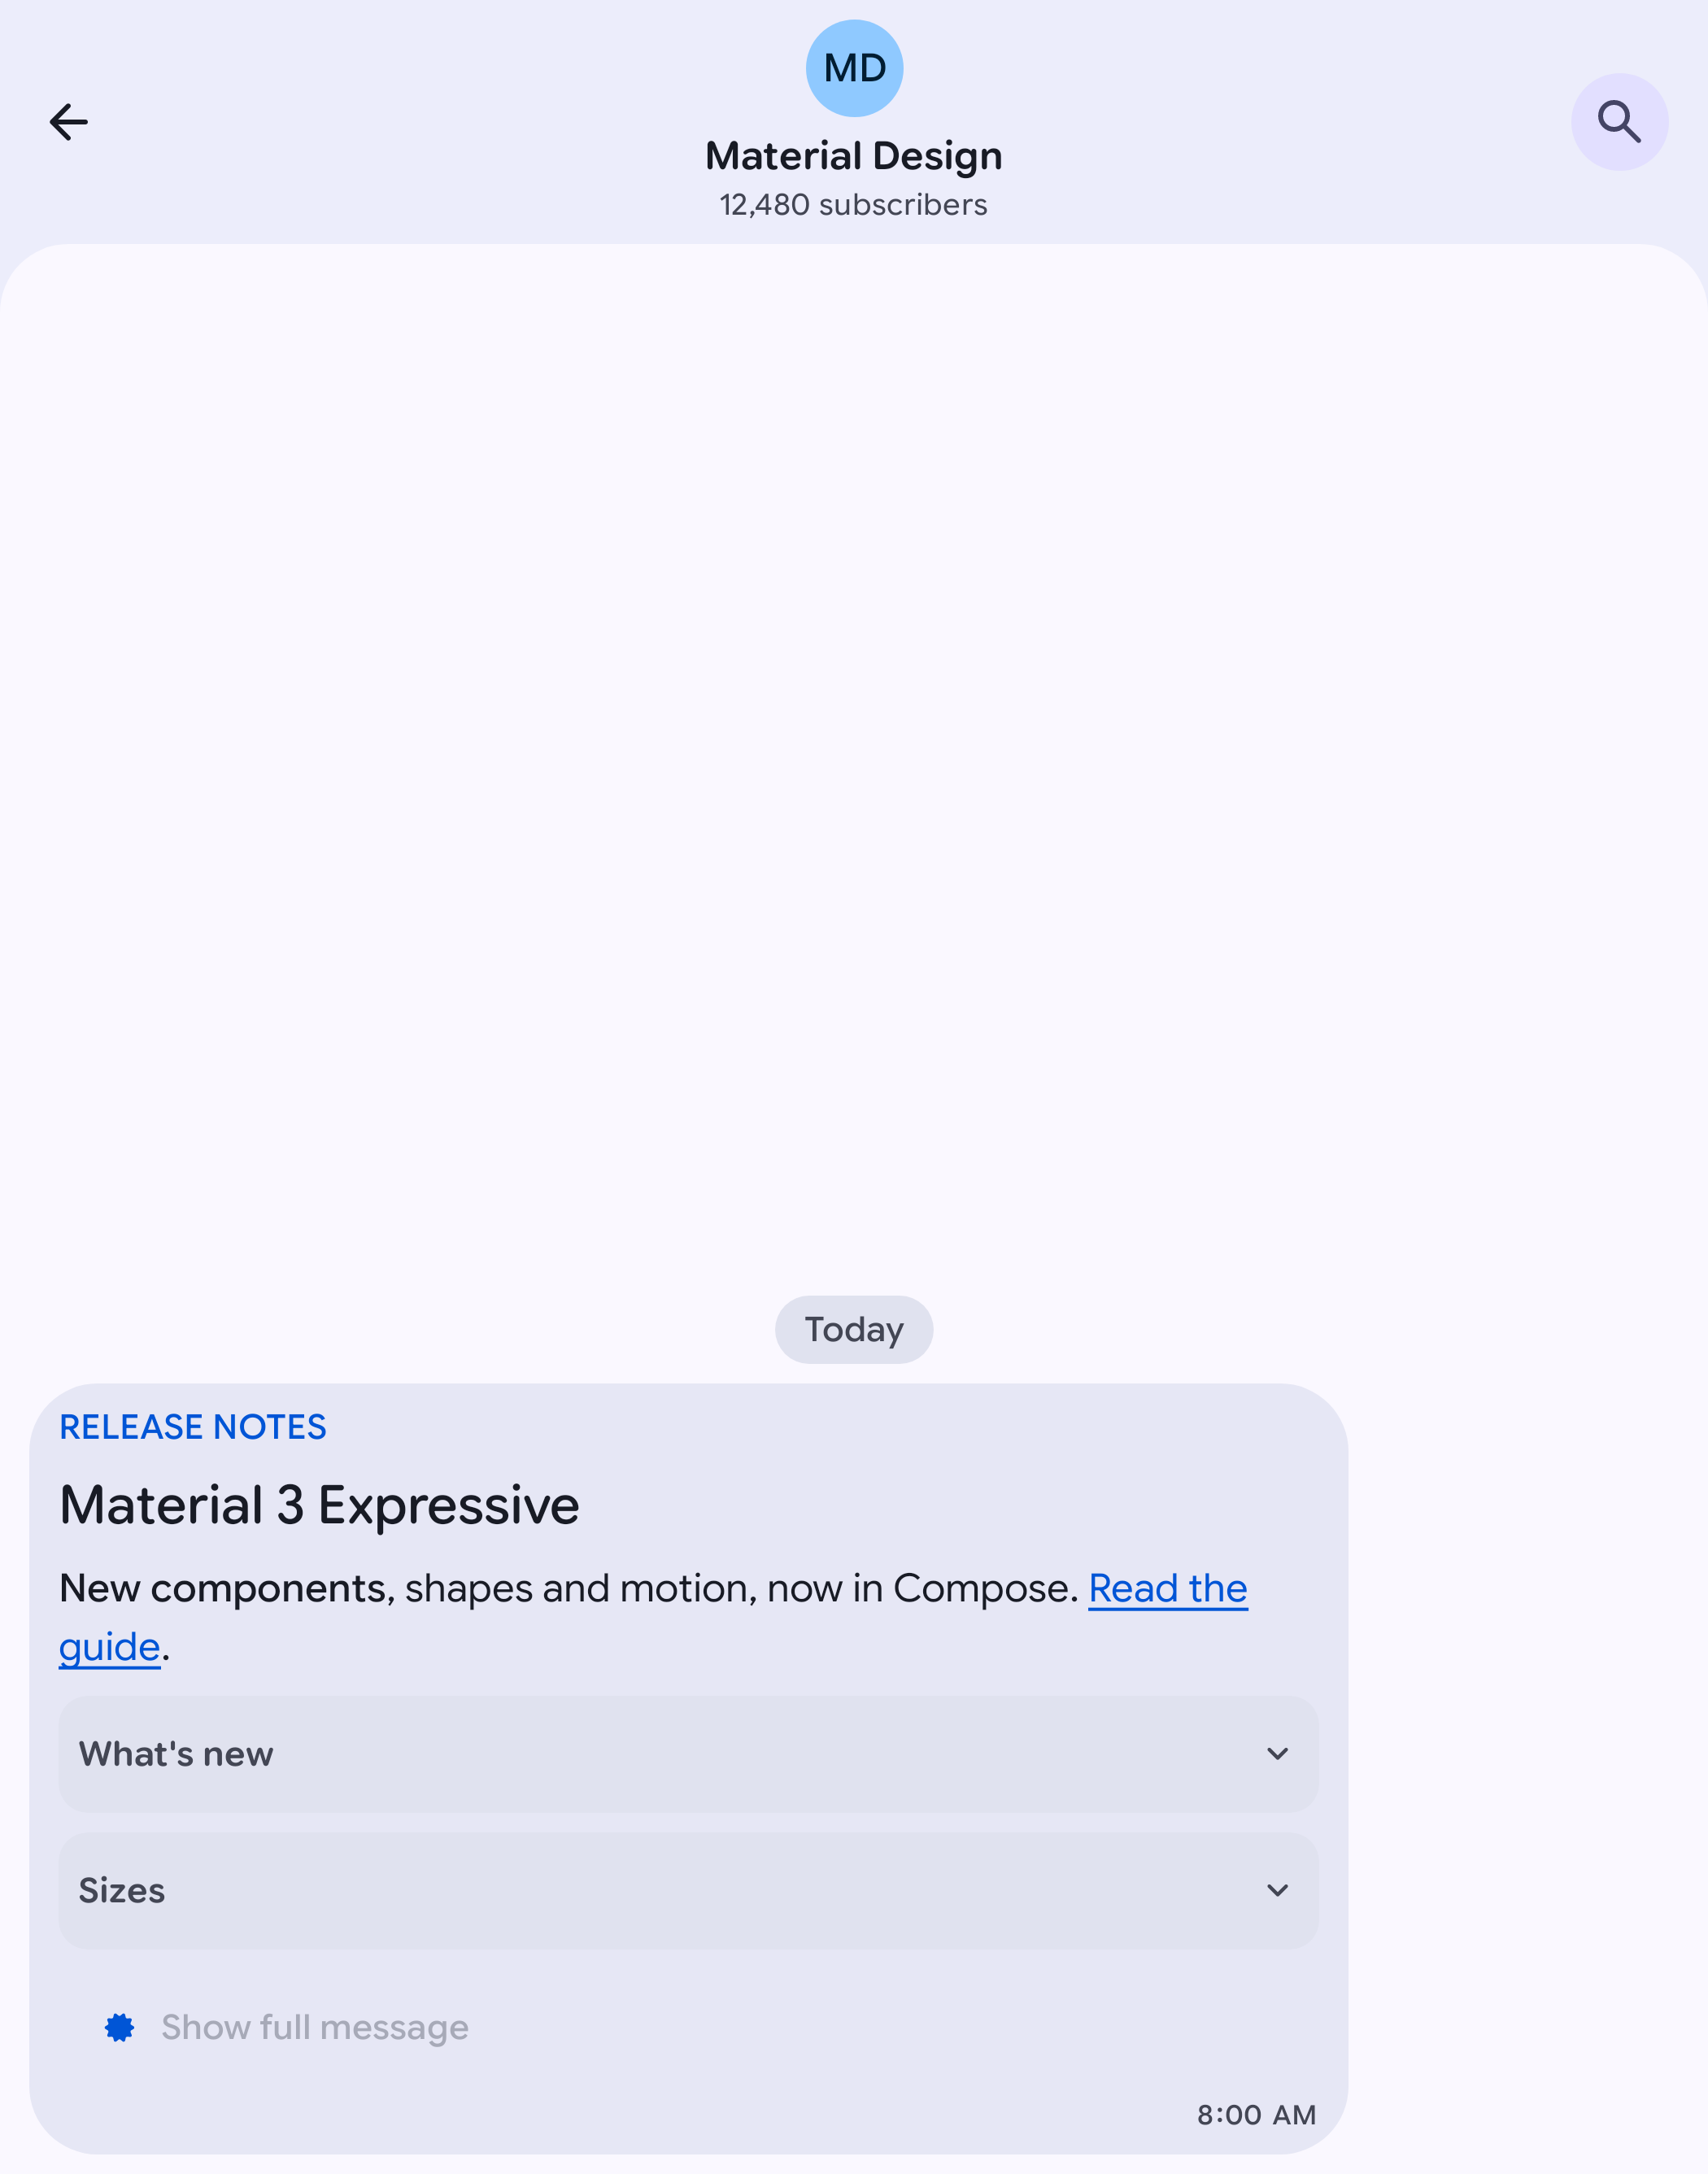 MD
Material Design
12,480 subscribers
Today
RELEASE NOTES
Material 3 Expressive
New components, shapes and motion, now in Compose. Read the
guide.
What's new
Sizes
Show full message
8:00 AM